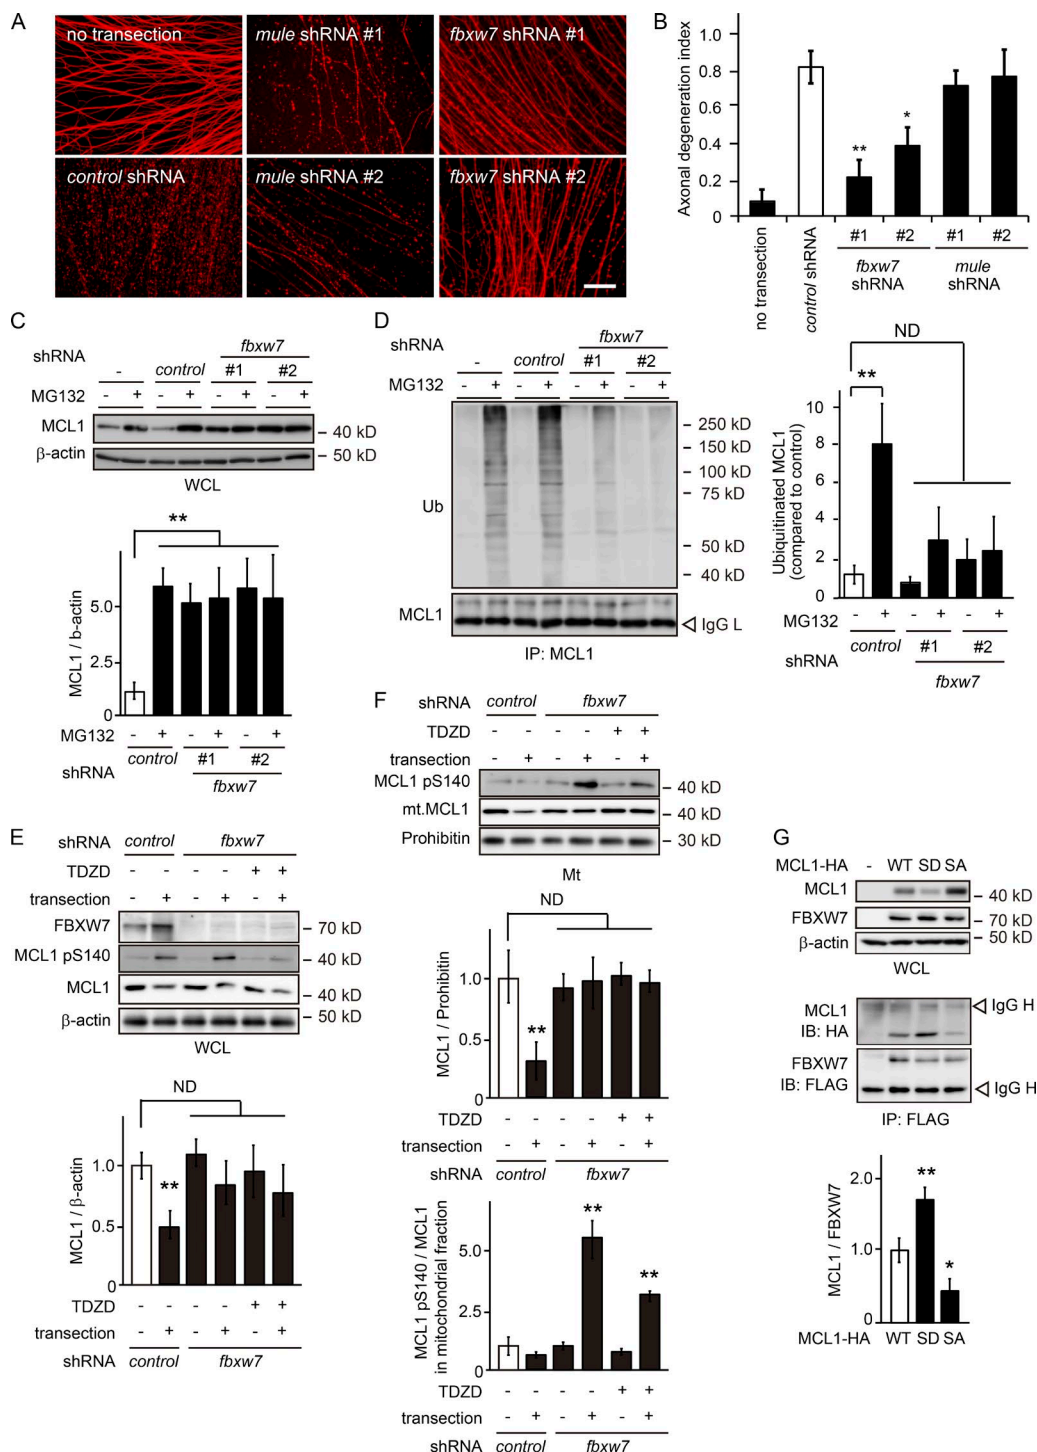 A
no transection
mule shRNA #1
fbxw7 shRNA #1
control shRNA
mule shRNA #2
fbxw7 shRNA #2
B
Axonal degeneration index
1.0
0.8
0.6
0.4
0.2
0
** *
#1 #2 #1 #2
no transection
control shRNA
fbxw7 shRNA
mule shRNA
C
fbxw7
shRNA - control #1 #2
MG132 - + - + - + - +
MCL1 - 40 kD
β-actin - 50 kD
WCL
**
MCL1 / b-actin
5.0
2.5
0
MG132 - + - + - +
control #1 #2
shRNA
fbxw7
D
fbxw7
shRNA - control #1 #2
MG132 - + - + - + - +
Ub
- 250 kD
- 150 kD
- 100 kD
- 75 kD
- 50 kD
- 40 kD
MCL1
IgG L
IP: MCL1
ND
**
Ubiquitinated MCL1
(compared to control)
10
8
6
4
2
0
MG132 - + - + - +
control #1 #2
shRNA
fbxw7
E
shRNA control fbxw7
TDZD - - - - + +
transection - + - + - +
FBXW7 - 70 kD
MCL1 pS140 - 40 kD
MCL1 - 40 kD
β-actin - 50 kD
WCL
ND
**
MCL1 / β-actin
1.0
0.5
0
TDZD - - - - + +
transection - + - + - +
shRNA control fbxw7
F
shRNA control fbxw7
TDZD - - - - + +
transection - + - + - +
MCL1 pS140 - 40 kD
mt.MCL1 - 40 kD
Prohibitin - 30 kD
Mt
ND
**
MCL1 / Prohibitin
1.0
0.5
0
TDZD - - - - + +
transection - + - + - +
shRNA control fbxw7
** **
MCL1 pS140 / MCL1
in mitochondrial fraction
5.0
2.5
0
TDZD - - - - + +
transection - + - + - +
shRNA control fbxw7
G
MCL1-HA - WT SD SA
MCL1 - 40 kD
FBXW7 - 70 kD
β-actin - 50 kD
WCL
MCL1
IB: HA
IgG H
FBXW7
IB: FLAG
IgG H
IP: FLAG
** *
MCL1 / FBXW7
2.0
1.0
0
MCL1-HA WT SD SA